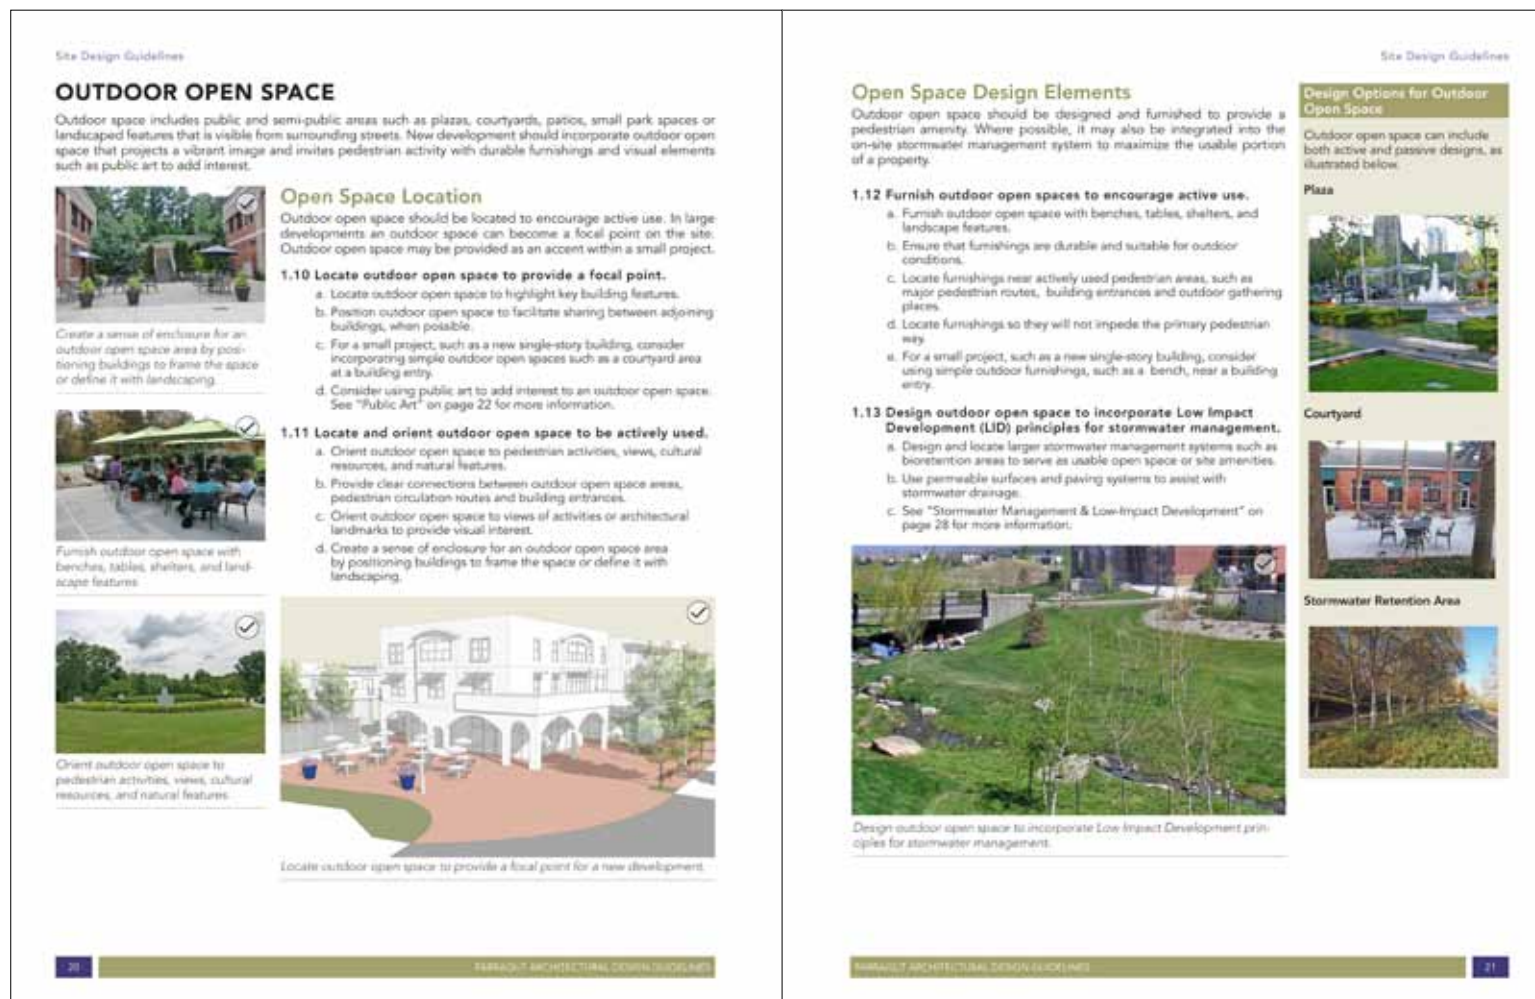 Site Design Guidelines
OUTDOOR OPEN SPACE
Outdoor space includes public and semi-public areas such as plazas, courtyards, patios, small park spaces or
landscaped features that is visible from surrounding streets. New development should incorporate outdoor open
space that projects a vibrant image and invites pedestrian activity with durable furnishings and visual elements
such as public art to add interest.
Create a sense of enclosure for an
outdoor open space area by posi-
tioning buildings to frame the space
or define it with landscaping.
Furnish outdoor open space with
benches, tables, shelters, and land-
scape features.
Orient outdoor open space to
pedestrian activities, views, cultural
resources, and natural features.
Open Space Location
Outdoor open space should be located to encourage active use. In large
developments an outdoor space can become a focal point on the site.
Outdoor open space may be provided as an accent within a small project.
1.10 Locate outdoor open space to provide a focal point.
a. Locate outdoor open space to highlight key building features.
b. Position outdoor open space to facilitate sharing between adjoining
buildings, when possible.
c. For a small project, such as a new single-story building, consider
incorporating simple outdoor open spaces such as a courtyard area
at a building entry.
d. Consider using public art to add interest to an outdoor open space.
See "Public Art" on page 22 for more information.
1.11 Locate and orient outdoor open space to be actively used.
a. Orient outdoor open space to pedestrian activities, views, cultural
resources, and natural features.
b. Provide clear connections between outdoor open space areas,
pedestrian circulation routes and building entrances.
c. Orient outdoor open space to views of activities or architectural
landmarks to provide visual interest.
d. Create a sense of enclosure for an outdoor open space area
by positioning buildings to frame the space or define it with
landscaping.
Locate outdoor open space to provide a focal point for a new development.
20
FARRAGUT ARCHITECTURAL DESIGN GUIDELINES
Site Design Guidelines
Open Space Design Elements
Outdoor open space should be designed and furnished to provide a
pedestrian amenity. Where possible, it may also be integrated into the
on-site stormwater management system to maximize the usable portion
of a property.
1.12 Furnish outdoor open spaces to encourage active use.
a. Furnish outdoor open space with benches, tables, shelters, and
landscape features.
b. Ensure that furnishings are durable and suitable for outdoor
conditions.
c. Locate furnishings near actively used pedestrian areas, such as
major pedestrian routes, building entrances and outdoor gathering
places.
d. Locate furnishings so they will not impede the primary pedestrian
way.
e. For a small project, such as a new single-story building, consider
using simple outdoor furnishings, such as a bench, near a building
entry.
1.13 Design outdoor open space to incorporate Low Impact
Development (LID) principles for stormwater management.
a. Design and locate larger stormwater management systems such as
bioretention areas to serve as usable open space or site amenities.
b. Use permeable surfaces and paving systems to assist with
stormwater drainage.
c. See "Stormwater Management & Low-Impact Development" on
page 28 for more information.
Design outdoor open space to incorporate Low Impact Development prin-
ciples for stormwater management.
Design Options for Outdoor
Open Space
Outdoor open space can include
both active and passive designs, as
illustrated below.
Plaza
Courtyard
Stormwater Retention Area
FARRAGUT ARCHITECTURAL DESIGN GUIDELINES
21